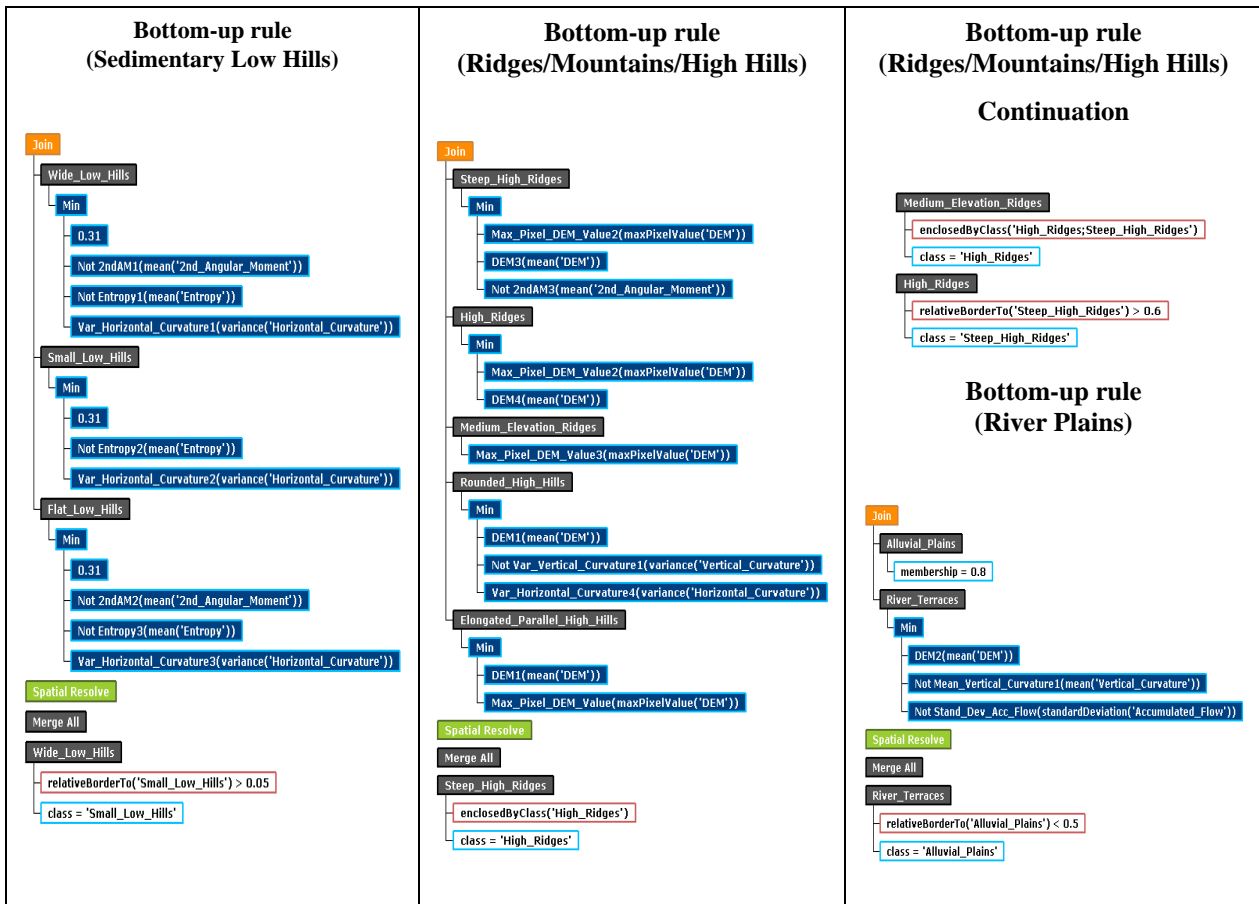 Bottom-up rule
(Sedimentary Low Hills)
Join
Wide_Low_Hills
Min
0.31
Not 2ndAM1(mean('2nd_Angular_Moment'))
Not Entropy1(mean('Entropy'))
Var_Horizontal_Curvature1(variance('Horizontal_Curvature'))
Small_Low_Hills
Min
0.31
Not Entropy2(mean('Entropy'))
Var_Horizontal_Curvature2(variance('Horizontal_Curvature'))
Flat_Low_Hills
Min
0.31
Not 2ndAM2(mean('2nd_Angular_Moment'))
Not Entropy3(mean('Entropy'))
Var_Horizontal_Curvature3(variance('Horizontal_Curvature'))
Spatial Resolve
Merge All
Wide_Low_Hills
relativeBorderTo('Small_Low_Hills') > 0.05
class = 'Small_Low_Hills'
Bottom-up rule
(Ridges/Mountains/High Hills)
Join
Steep_High_Ridges
Min
Max_Pixel_DEM_Value2(maxPixelValue('DEM'))
DEM3(mean('DEM'))
Not 2ndAM3(mean('2nd_Angular_Moment'))
High_Ridges
Min
Max_Pixel_DEM_Value2(maxPixelValue('DEM'))
DEM4(mean('DEM'))
Medium_Elevation_Ridges
Max_Pixel_DEM_Value3(maxPixelValue('DEM'))
Rounded_High_Hills
Min
DEM1(mean('DEM'))
Not Var_Vertical_Curvature1(variance('Vertical_Curvature'))
Var_Horizontal_Curvature4(variance('Horizontal_Curvature'))
Elongated_Parallel_High_Hills
Min
DEM1(mean('DEM'))
Max_Pixel_DEM_Value(maxPixelValue('DEM'))
Spatial Resolve
Merge All
Steep_High_Ridges
enclosedByClass('High_Ridges')
class = 'High_Ridges'
Bottom-up rule
(Ridges/Mountains/High Hills)
Continuation
Medium_Elevation_Ridges
enclosedByClass('High_Ridges;Steep_High_Ridges')
class = 'High_Ridges'
High_Ridges
relativeBorderTo('Steep_High_Ridges') > 0.6
class = 'Steep_High_Ridges'
Bottom-up rule
(River Plains)
Join
Alluvial_Plains
membership = 0.8
River_Terraces
Min
DEM2(mean('DEM'))
Not Mean_Vertical_Curvature1(mean('Vertical_Curvature'))
Not Stand_Dev_Acc_Flow(standardDeviation('Accumulated_Flow'))
Spatial Resolve
Merge All
River_Terraces
relativeBorderTo('Alluvial_Plains') < 0.5
class = 'Alluvial_Plains'